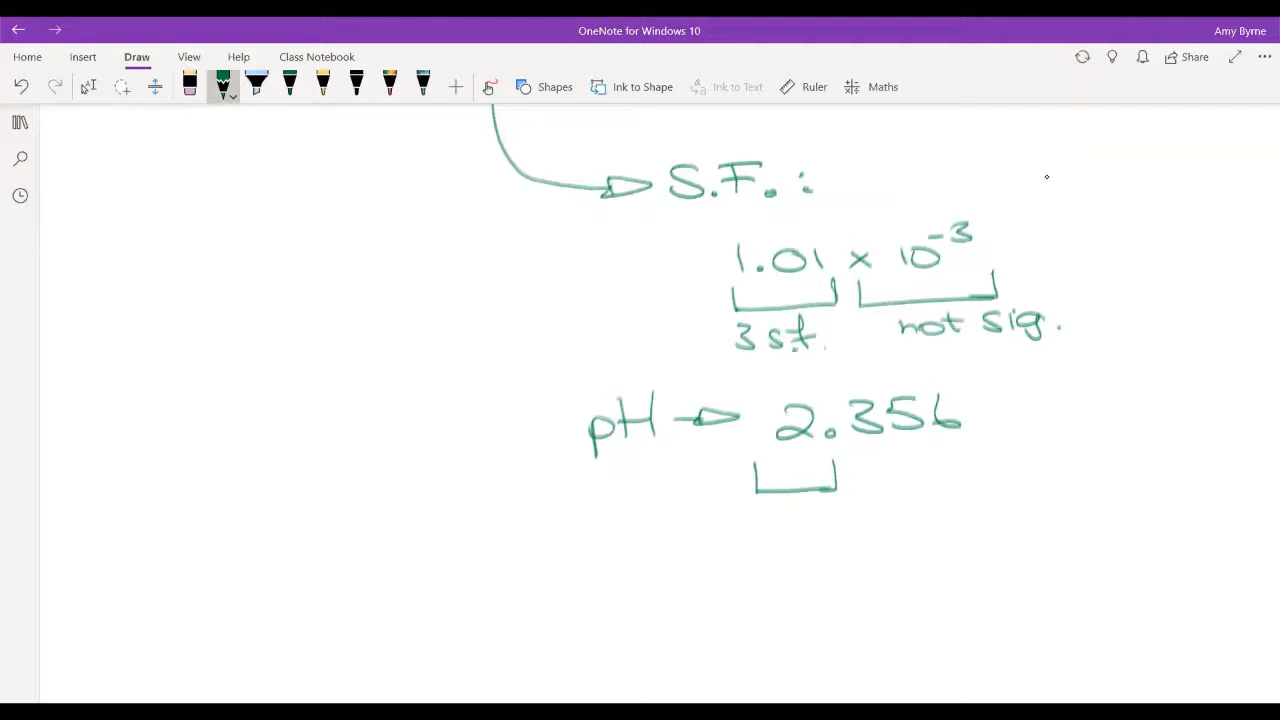 OneNote for Windows 10
Amy Byrne
Home Insert Draw View Help Class Notebook
Share
Shapes Ink to Shape Ink to Text Ruler Maths
S.F. :
1.01 x 10⁻³
3 s.f. not sig.
pH → 2.356